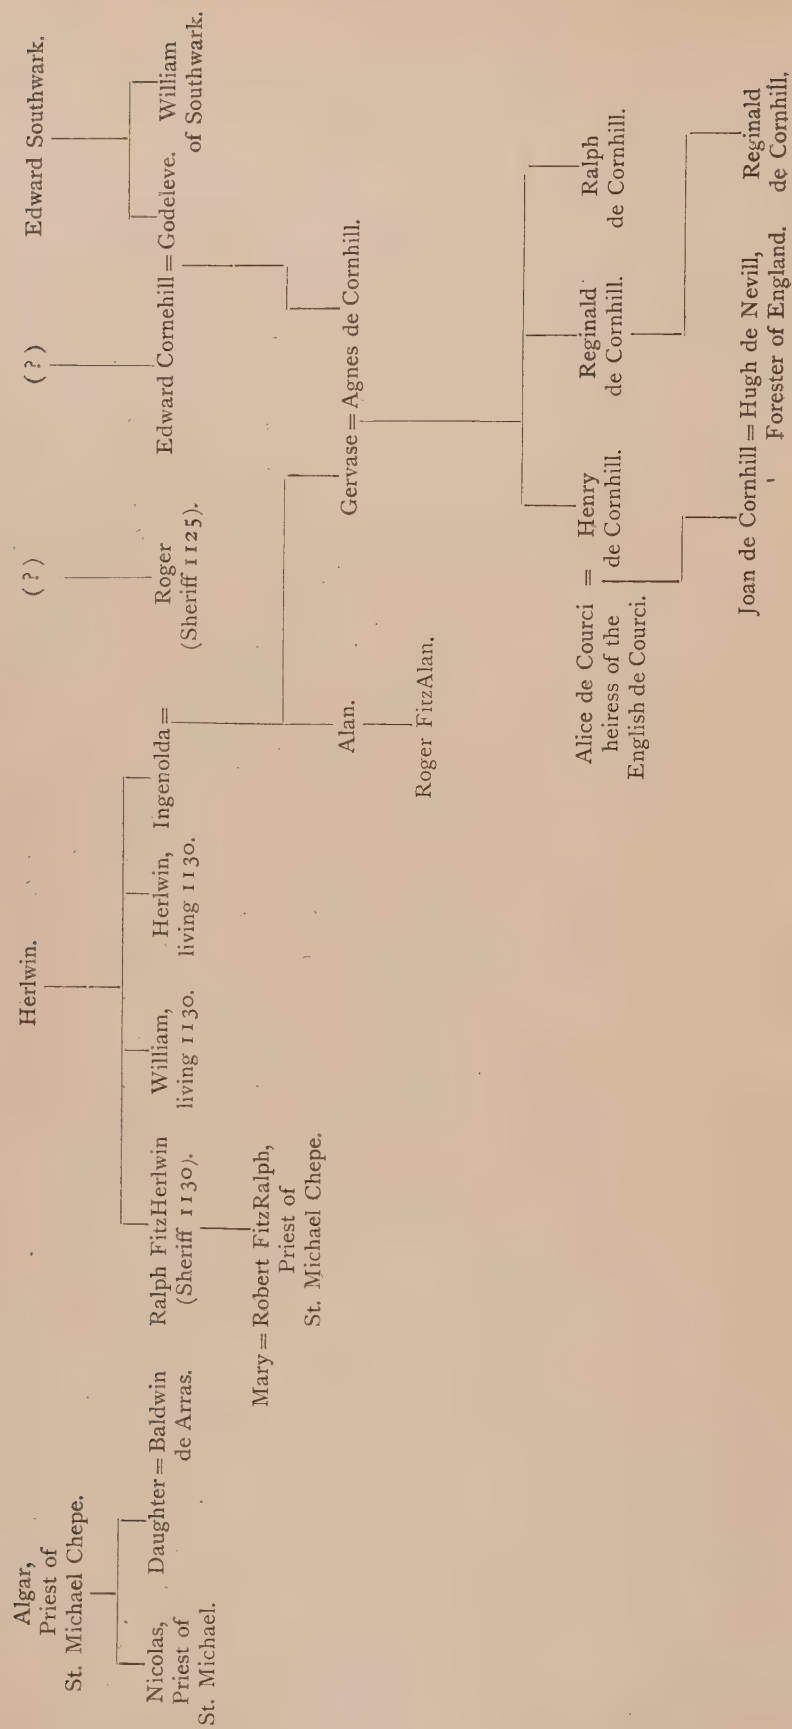 Algar,
Priest of
St. Michael Chepe.
Herlwin.
(?)
(?)
Edward Southwark.
Nicolas,
Priest of
St. Michael.
Daughter = Baldwin
de Arras.
Ralph FitzHerlwin
(Sheriff 1130).
William,
living 1130.
Herlwin,
living 1130.
Ingenolda =
Roger
(Sheriff 1125).
Edward Cornehill = Godeleve.
William
of Southwark.
Mary = Robert FitzRalph,
Priest of
St. Michael Chepe.
Alan.
Gervase = Agnes de Cornhill.
Roger FitzAlan.
Alice de Courci =
heiress of the
English de Courci.
Henry
de Cornhill.
Reginald
de Cornhill.
Ralph
de Cornhill.
Joan de Cornhill = Hugh de Nevill,
Forester of England.
Reginald
de Cornhill.